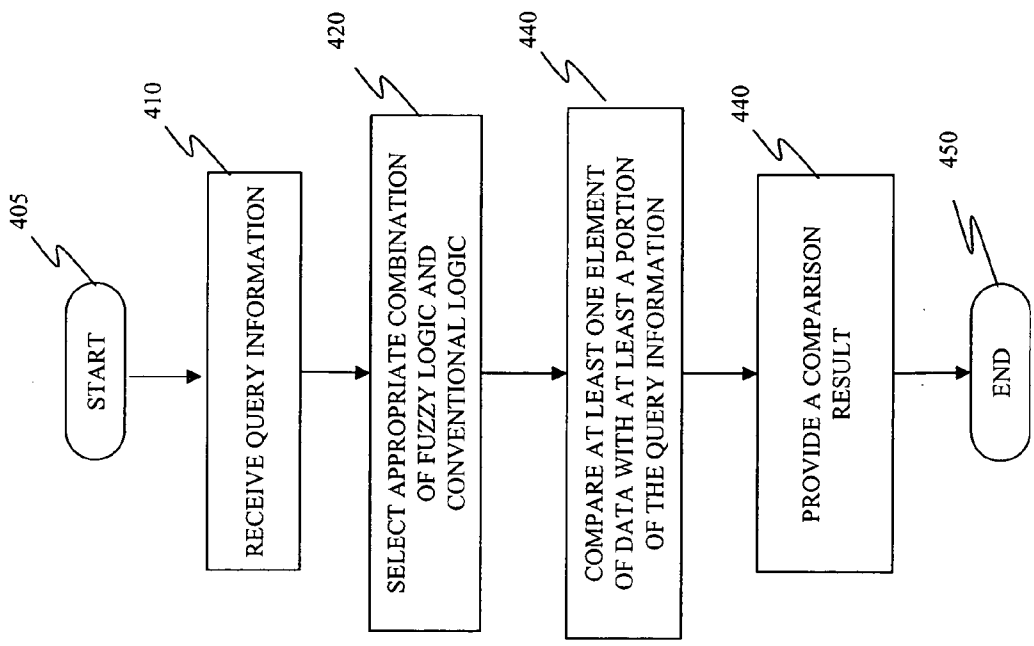 START
405
RECEIVE QUERY INFORMATION
410
SELECT APPROPRIATE COMBINATION
OF FUZZY LOGIC AND
CONVENTIONAL LOGIC
420
COMPARE AT LEAST ONE ELEMENT
OF DATA WITH AT LEAST A PORTION
OF THE QUERY INFORMATION
440
PROVIDE A COMPARISON
RESULT
440
END
450